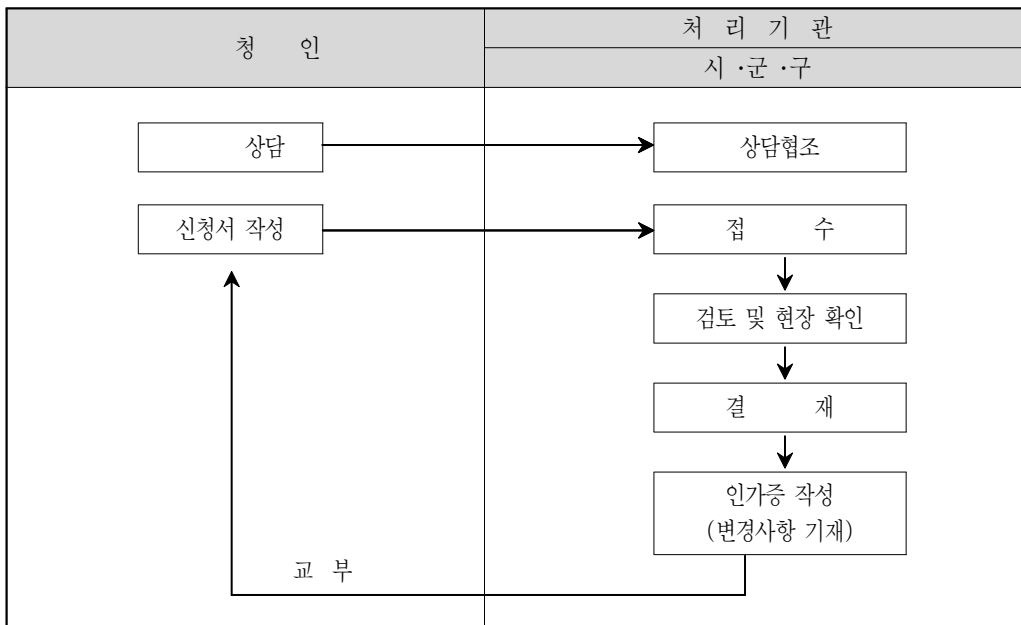 청 인
처 리 기 관
시 ·군 ·구
상담
상담협조
신청서 작성
접 수
검토 및 현장 확인
결 재
인가증 작성
(변경사항 기재)
교 부